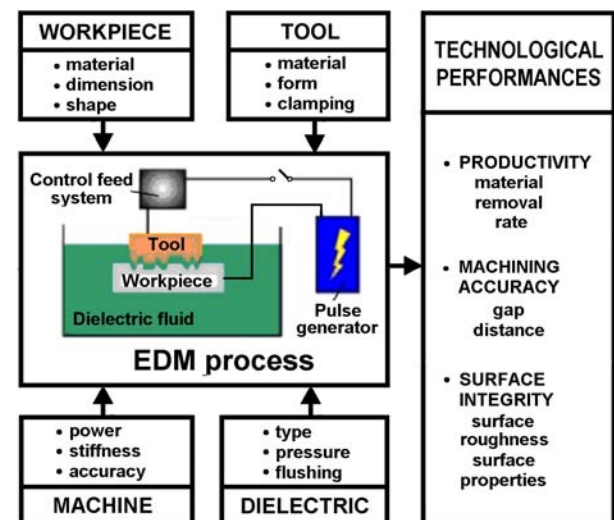 WORKPIECE
• material
• dimension
• shape
TOOL
• material
• form
• clamping
Control feed
system
Tool
Workpiece
Dielectric fluid
Pulse
generator
EDM process
• power
• stiffness
• accuracy
MACHINE
• type
• pressure
• flushing
DIELECTRIC
TECHNOLOGICAL
PERFORMANCES
• PRODUCTIVITY
material
removal
rate
• MACHINING
ACCURACY
gap
distance
• SURFACE
INTEGRITY
surface
roughness
surface
properties